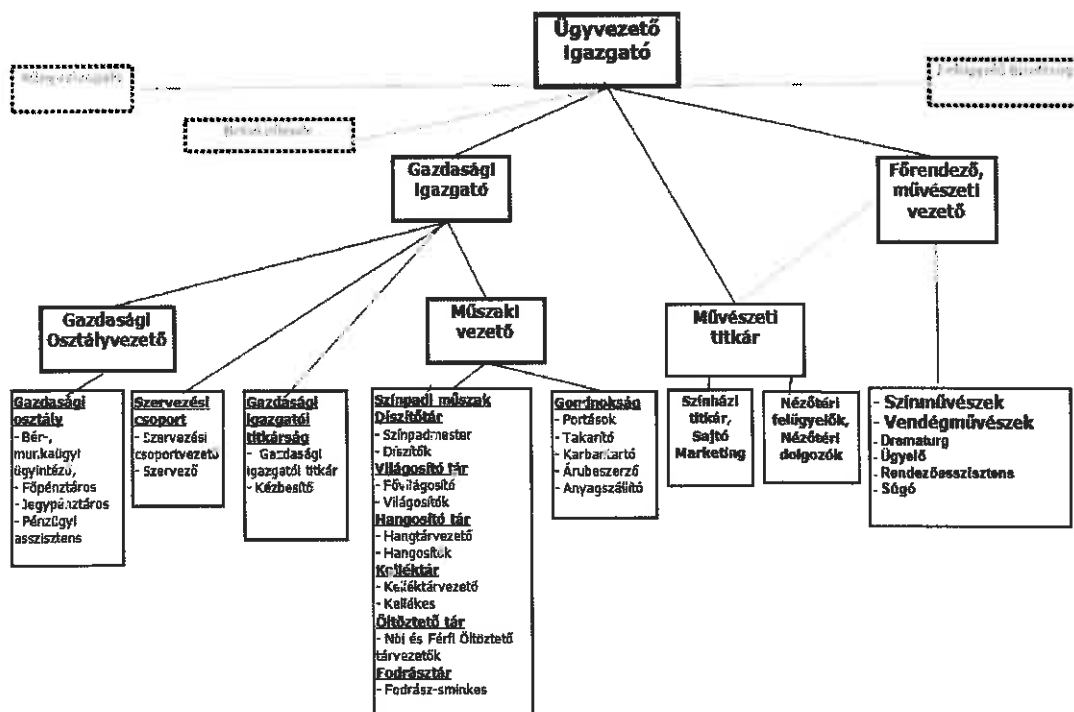 Ügyvezető
Igazgató
Gazdasági
Igazgató
Főrendező,
művészeti
vezető
Gazdasági
Osztályvezető
Műszaki
vezető
Művészeti
titkár
Gazdasági
osztály
- Bér-,
mun.kaügyi
ügyintéző,
- Főpénztáros
- Jegypénztáros
- Pénzügyi
asszisztens
Szervezési
csoport
- Szervezési
csoportvezető
- Szervező
Gazdasági
igazgatói
titkárság
- Gazdasági
igazgatói titkár
- Kézbesítő
Színpadi műszak
Díszítőtár
- Színpadmester
- Díszítők
Világosító tár
- Fővilágosító
- Világosítók
Hangosító tár
- Hangtárvezető
- Hangosítók
Kelléktár
- Kelléktárvezető
- Kellékes
Öltöztető tár
- Női és Férfi Öltöztető
tárvezetők
Fodrásztár
- Fodrász-sminkes
Gondnokság
- Portások
- Takarító
- Karbantartó
- Árubeszerző
- Anyagszállító
Színházi
titkár,
Sajtó
Marketing
Nézőtéri
felügyelők,
Nézőtéri
dolgozók
- Színművészek
- Vendégművészek
- Dramaturg
- Ügyelő
- Rendezőasszisztens
- Súgó